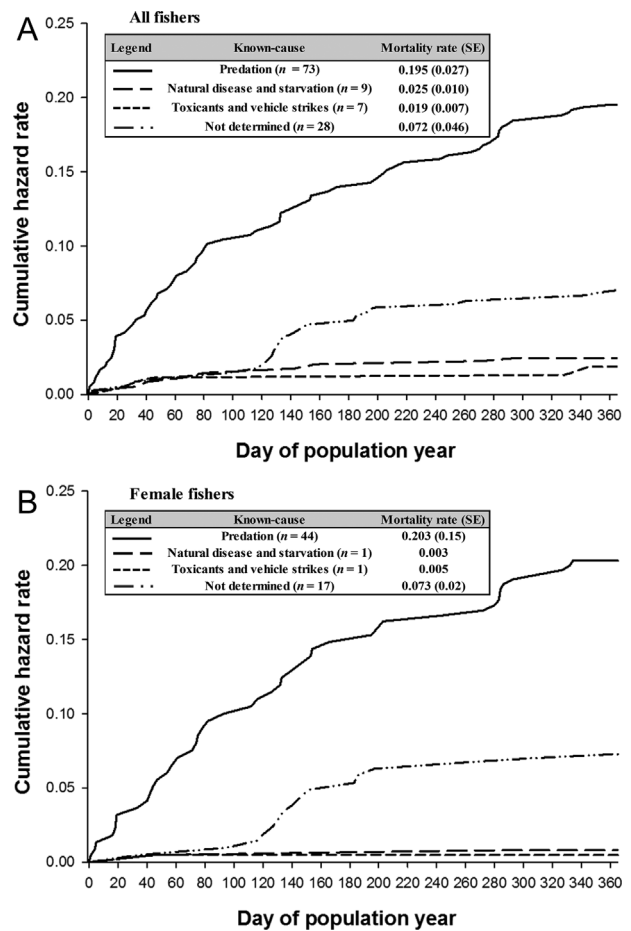 A
All fishers
Legend Known-cause Mortality rate (SE)
Predation (n = 73) 0.195 (0.027)
Natural disease and starvation (n = 9) 0.025 (0.010)
Toxicants and vehicle strikes (n = 7) 0.019 (0.007)
Not determined (n = 28) 0.072 (0.046)
0.25
0.20
0.15
0.10
0.05
0.00
Cumulative hazard rate
0 20 40 60 80 100 120 140 160 180 200 220 240 260 280 300 320 340 360
Day of population year
B
Female fishers
Legend Known-cause Mortality rate (SE)
Predation (n = 44) 0.203 (0.15)
Natural disease and starvation (n = 1) 0.003
Toxicants and vehicle strikes (n = 1) 0.005
Not determined (n = 17) 0.073 (0.02)
0.25
0.20
0.15
0.10
0.05
0.00
Cumulative hazard rate
0 20 40 60 80 100 120 140 160 180 200 220 240 260 280 300 320 340 360
Day of population year